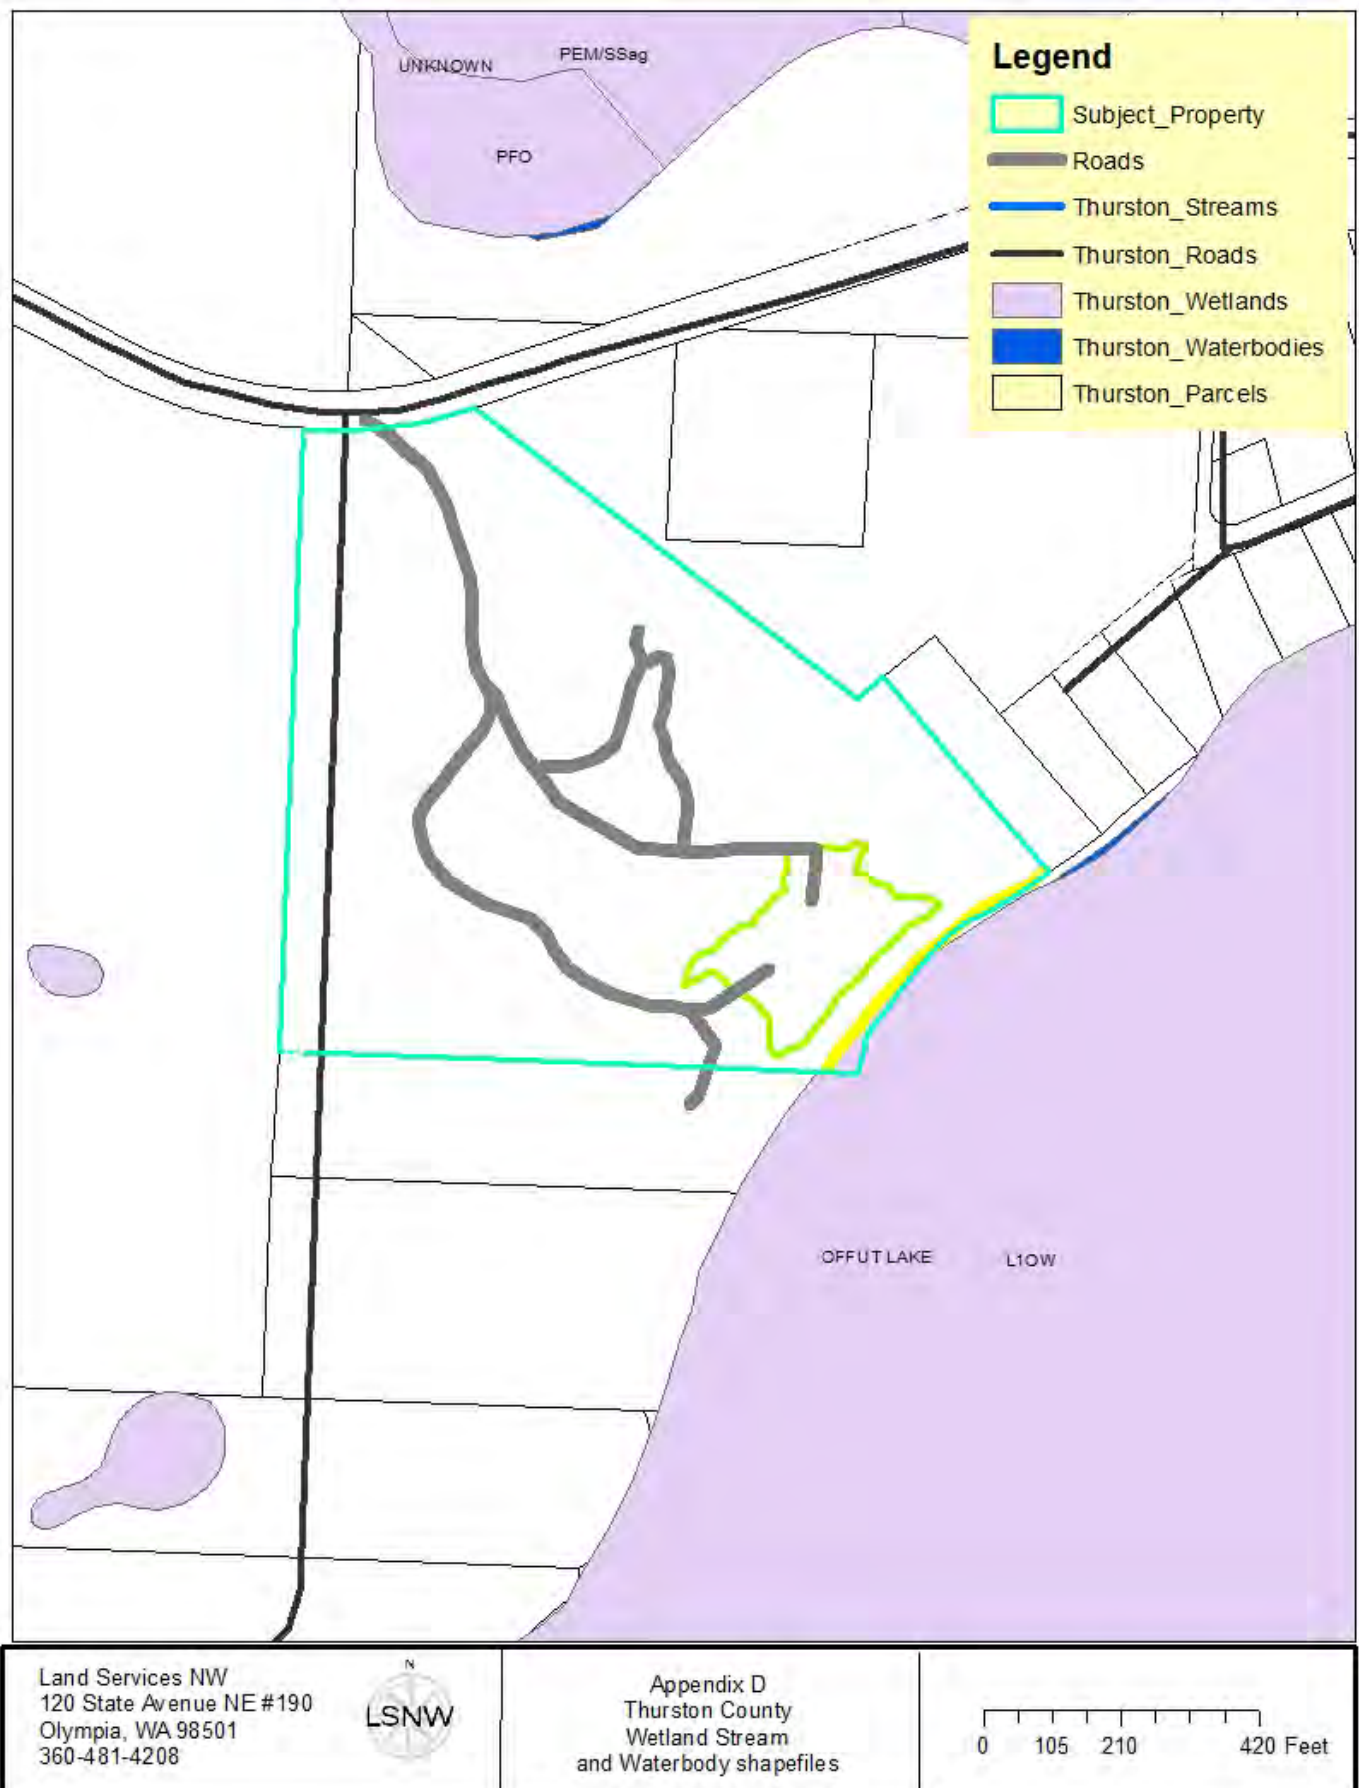 UNKNOWN
PEM/SSag
PFO
Legend
Subject_Property
Roads
Thurston_Streams
Thurston_Roads
Thurston_Wetlands
Thurston_Waterbodies
Thurston_Parcels
OFFUT LAKE
L1OW
Land Services NW
120 State Avenue NE #190
Olympia, WA 98501
360-481-4208
N
LSNW
Appendix D
Thurston County
Wetland Stream
and Waterbody shapefiles
0 105 210 420 Feet